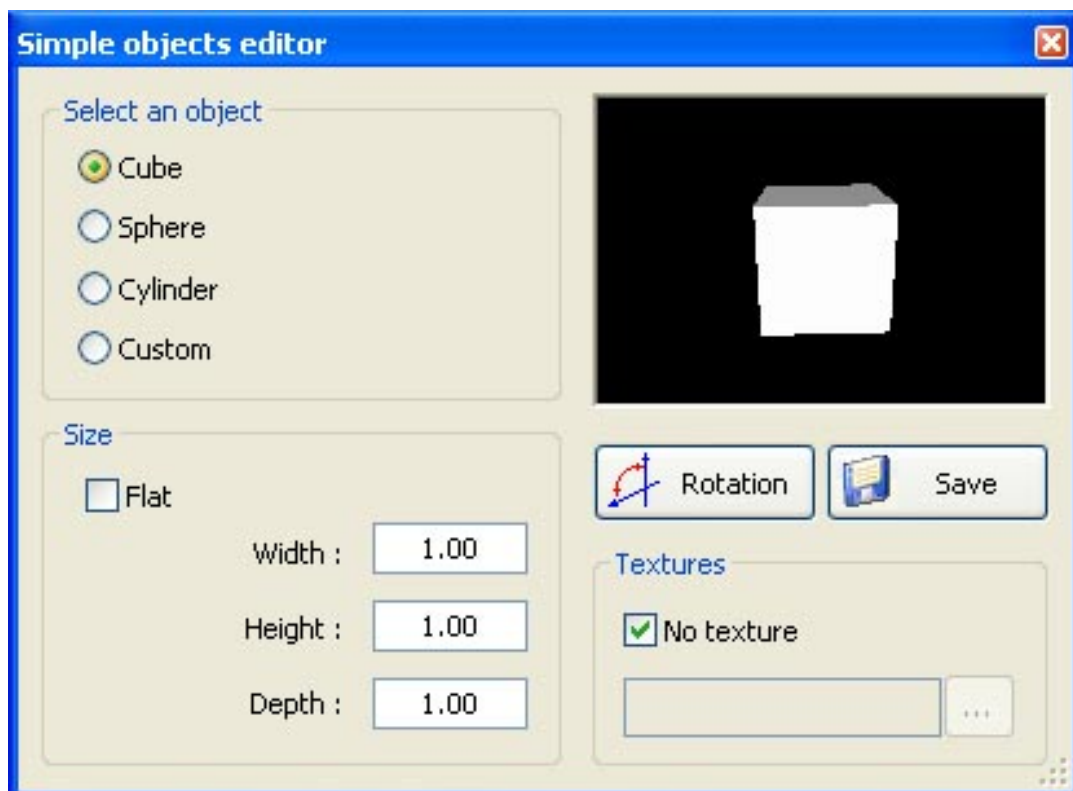 Simple objects editor
Select an object
Cube
Sphere
Cylinder
Custom
Size
Flat
Width : 1.00
Height : 1.00
Depth : 1.00
Rotation
Save
Textures
No texture
...